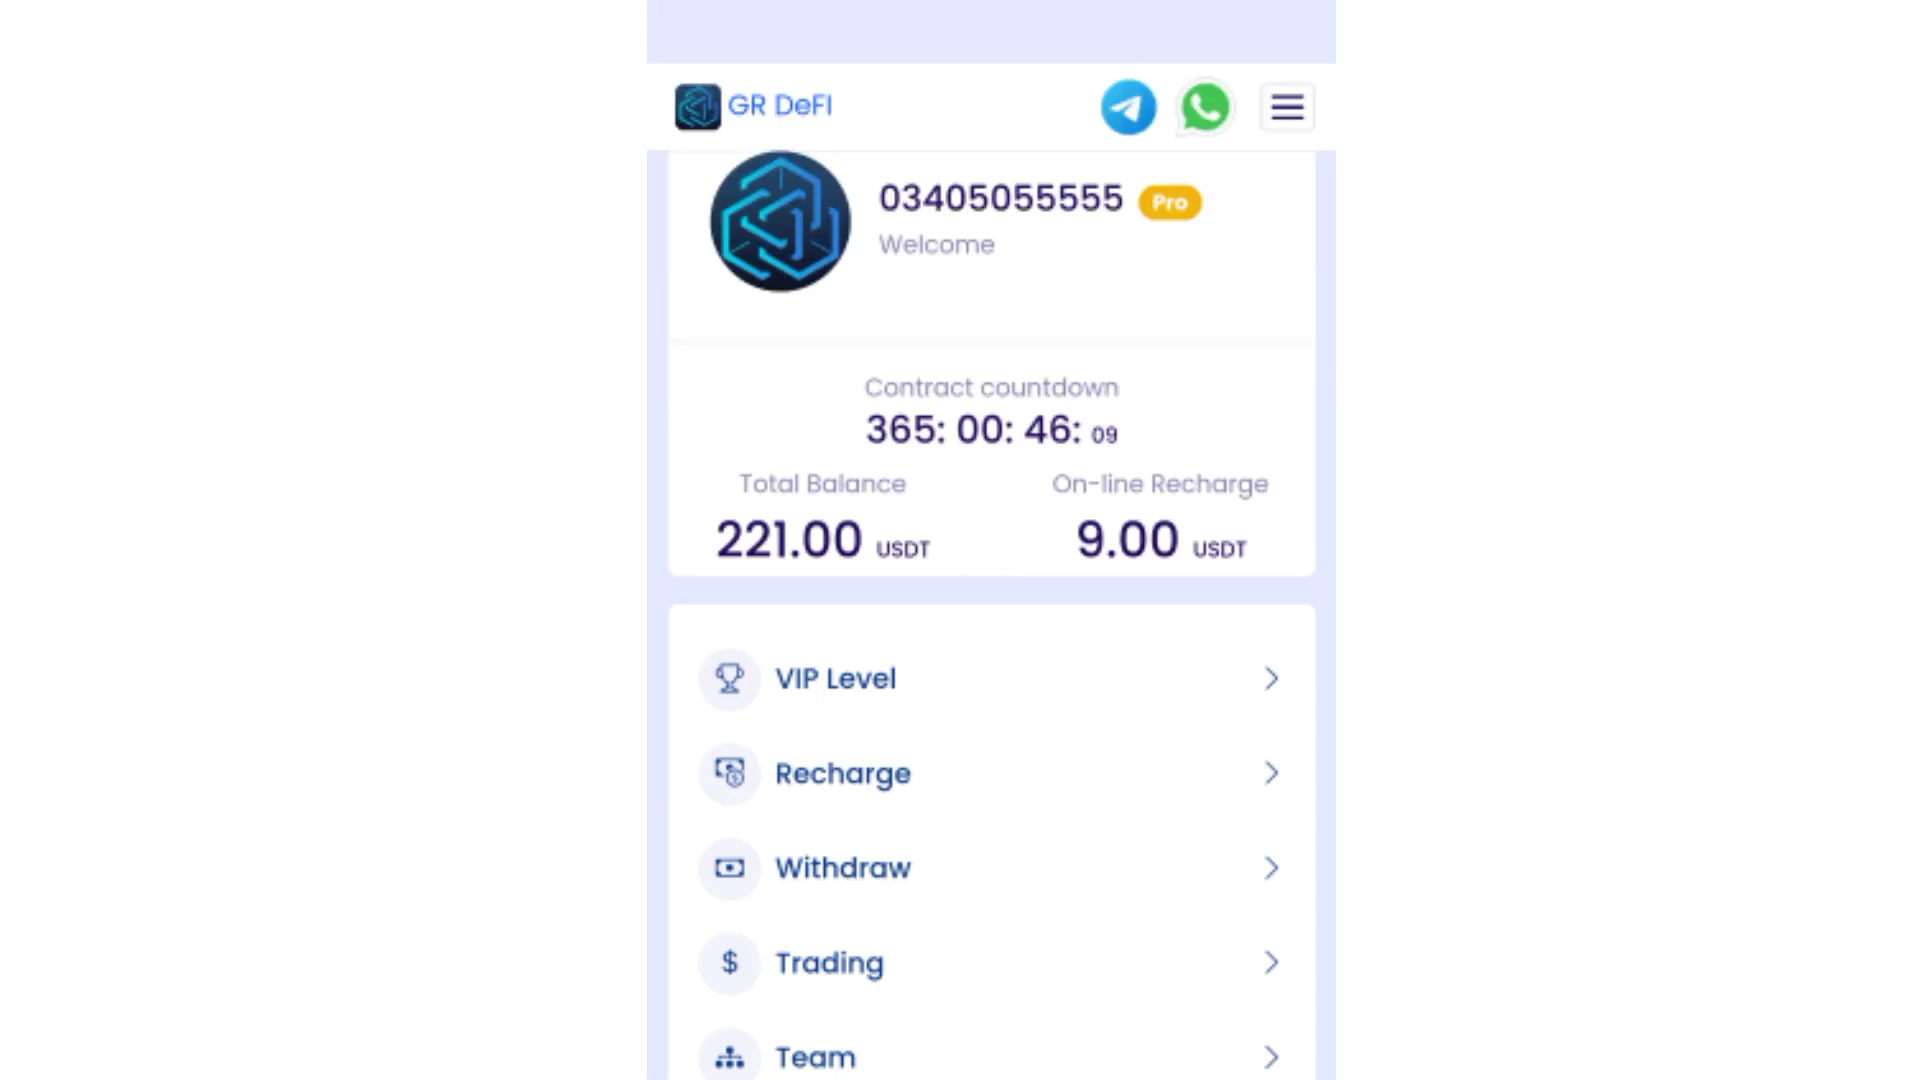 GR DeFI
03405055555 Pro
Welcome
Contract countdown
365: 00: 46: 09
Total Balance On-line Recharge
221.00 USDT 9.00 USDT
VIP Level
Recharge
Withdraw
$ Trading
Team